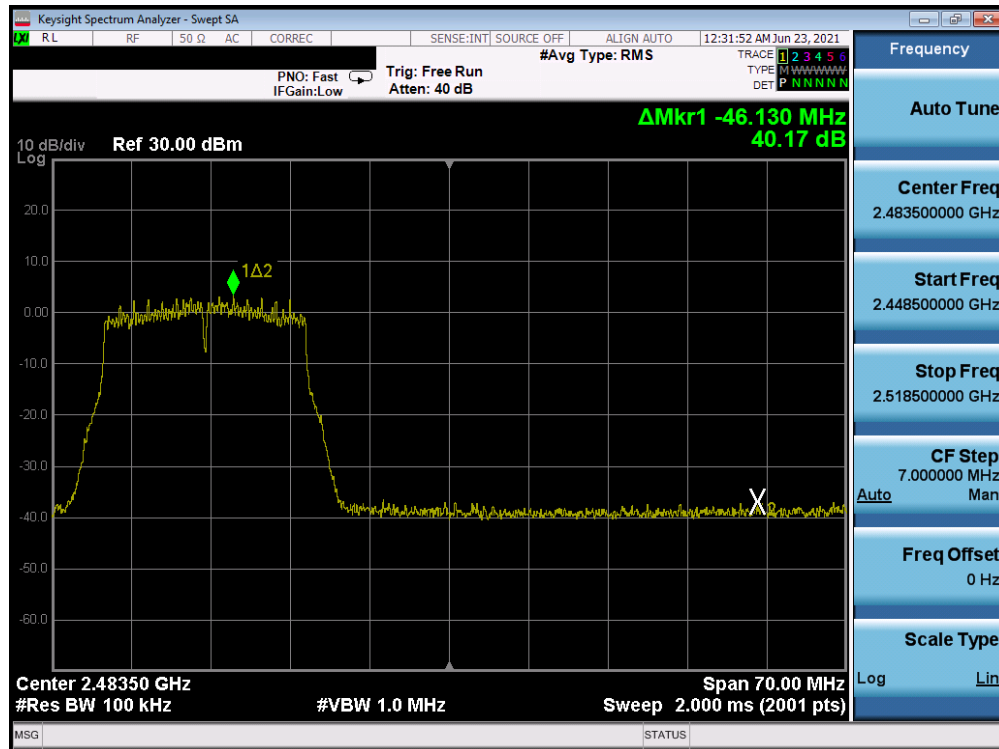 Keysight Spectrum Analyzer - Swept SA
LXI RL RF 50 Ω AC CORREC SENSE:INT SOURCE OFF ALIGN AUTO 12:31:52 AM Jun 23, 2021
PNO: Fast
IFGain:Low
Trig: Free Run
Atten: 40 dB
#Avg Type: RMS
TRACE 1 2 3 4 5 6
TYPE M WWWWW
DET P N N N N N
ΔMkr1 -46.130 MHz
40.17 dB
10 dB/div
Log
Ref 30.00 dBm
20.0
10.0
0.00
-10.0
-20.0
-30.0
-40.0
-50.0
-60.0
1Δ2
X2
Center 2.48350 GHz
#Res BW 100 kHz
#VBW 1.0 MHz
Span 70.00 MHz
Sweep 2.000 ms (2001 pts)
MSG
STATUS
Frequency
Auto Tune
Center Freq
2.483500000 GHz
Start Freq
2.448500000 GHz
Stop Freq
2.518500000 GHz
CF Step
7.000000 MHz
Auto Man
Freq Offset
0 Hz
Scale Type
Log Lin